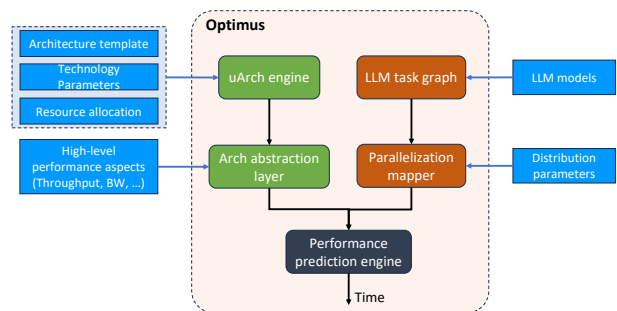 Optimus
Architecture template
Technology
Parameters
Resource allocation
uArch engine
LLM task graph
LLM models
High-level
performance aspects
(Throughput, BW, ...)
Arch abstraction
layer
Parallelization
mapper
Distribution
parameters
Performance
prediction engine
Time